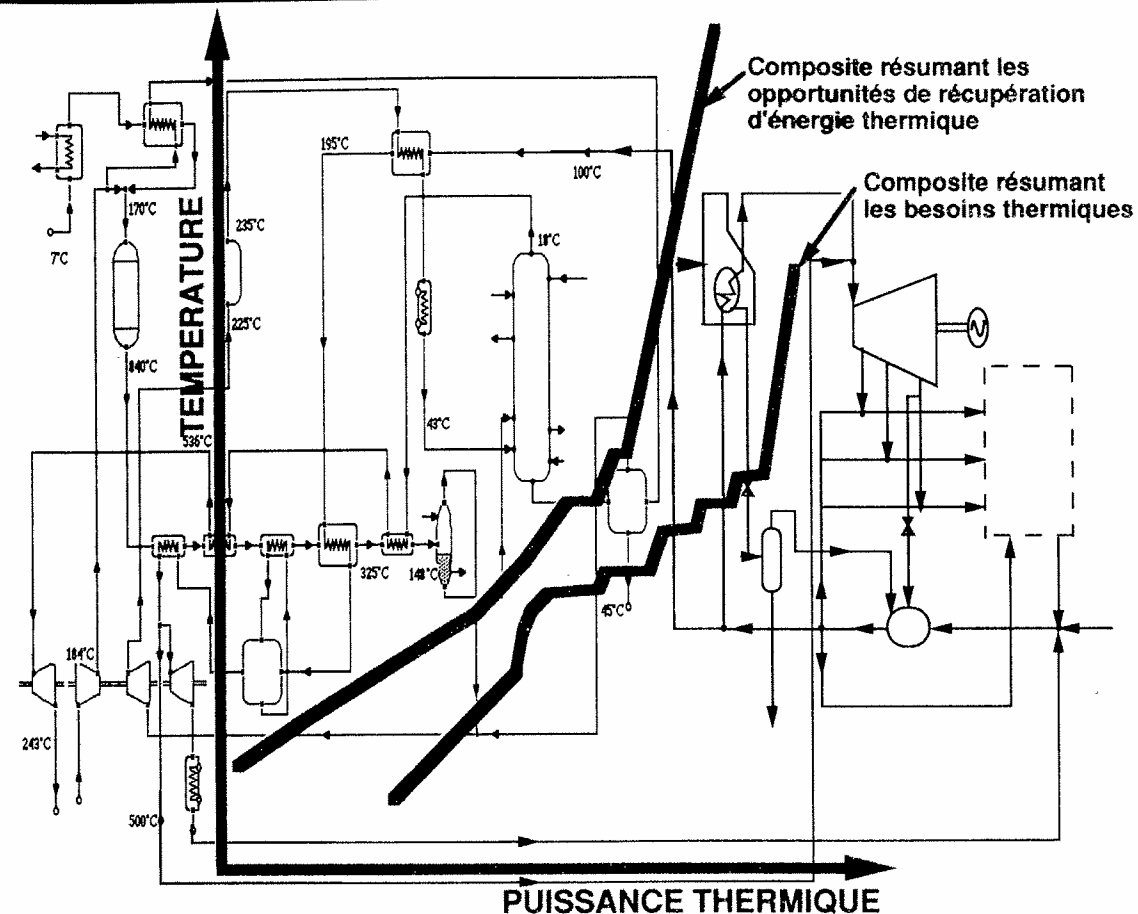 Composite résumant les
opportunités de récupération
d'énergie thermique
Composite résumant
les besoins thermiques
TEMPERATURE
PUISSANCE THERMIQUE
195°C
100°C
170°C
7°C
235°C
18°C
225°C
840°C
43°C
536°C
325°C
148°C
45°C
184°C
243°C
500°C